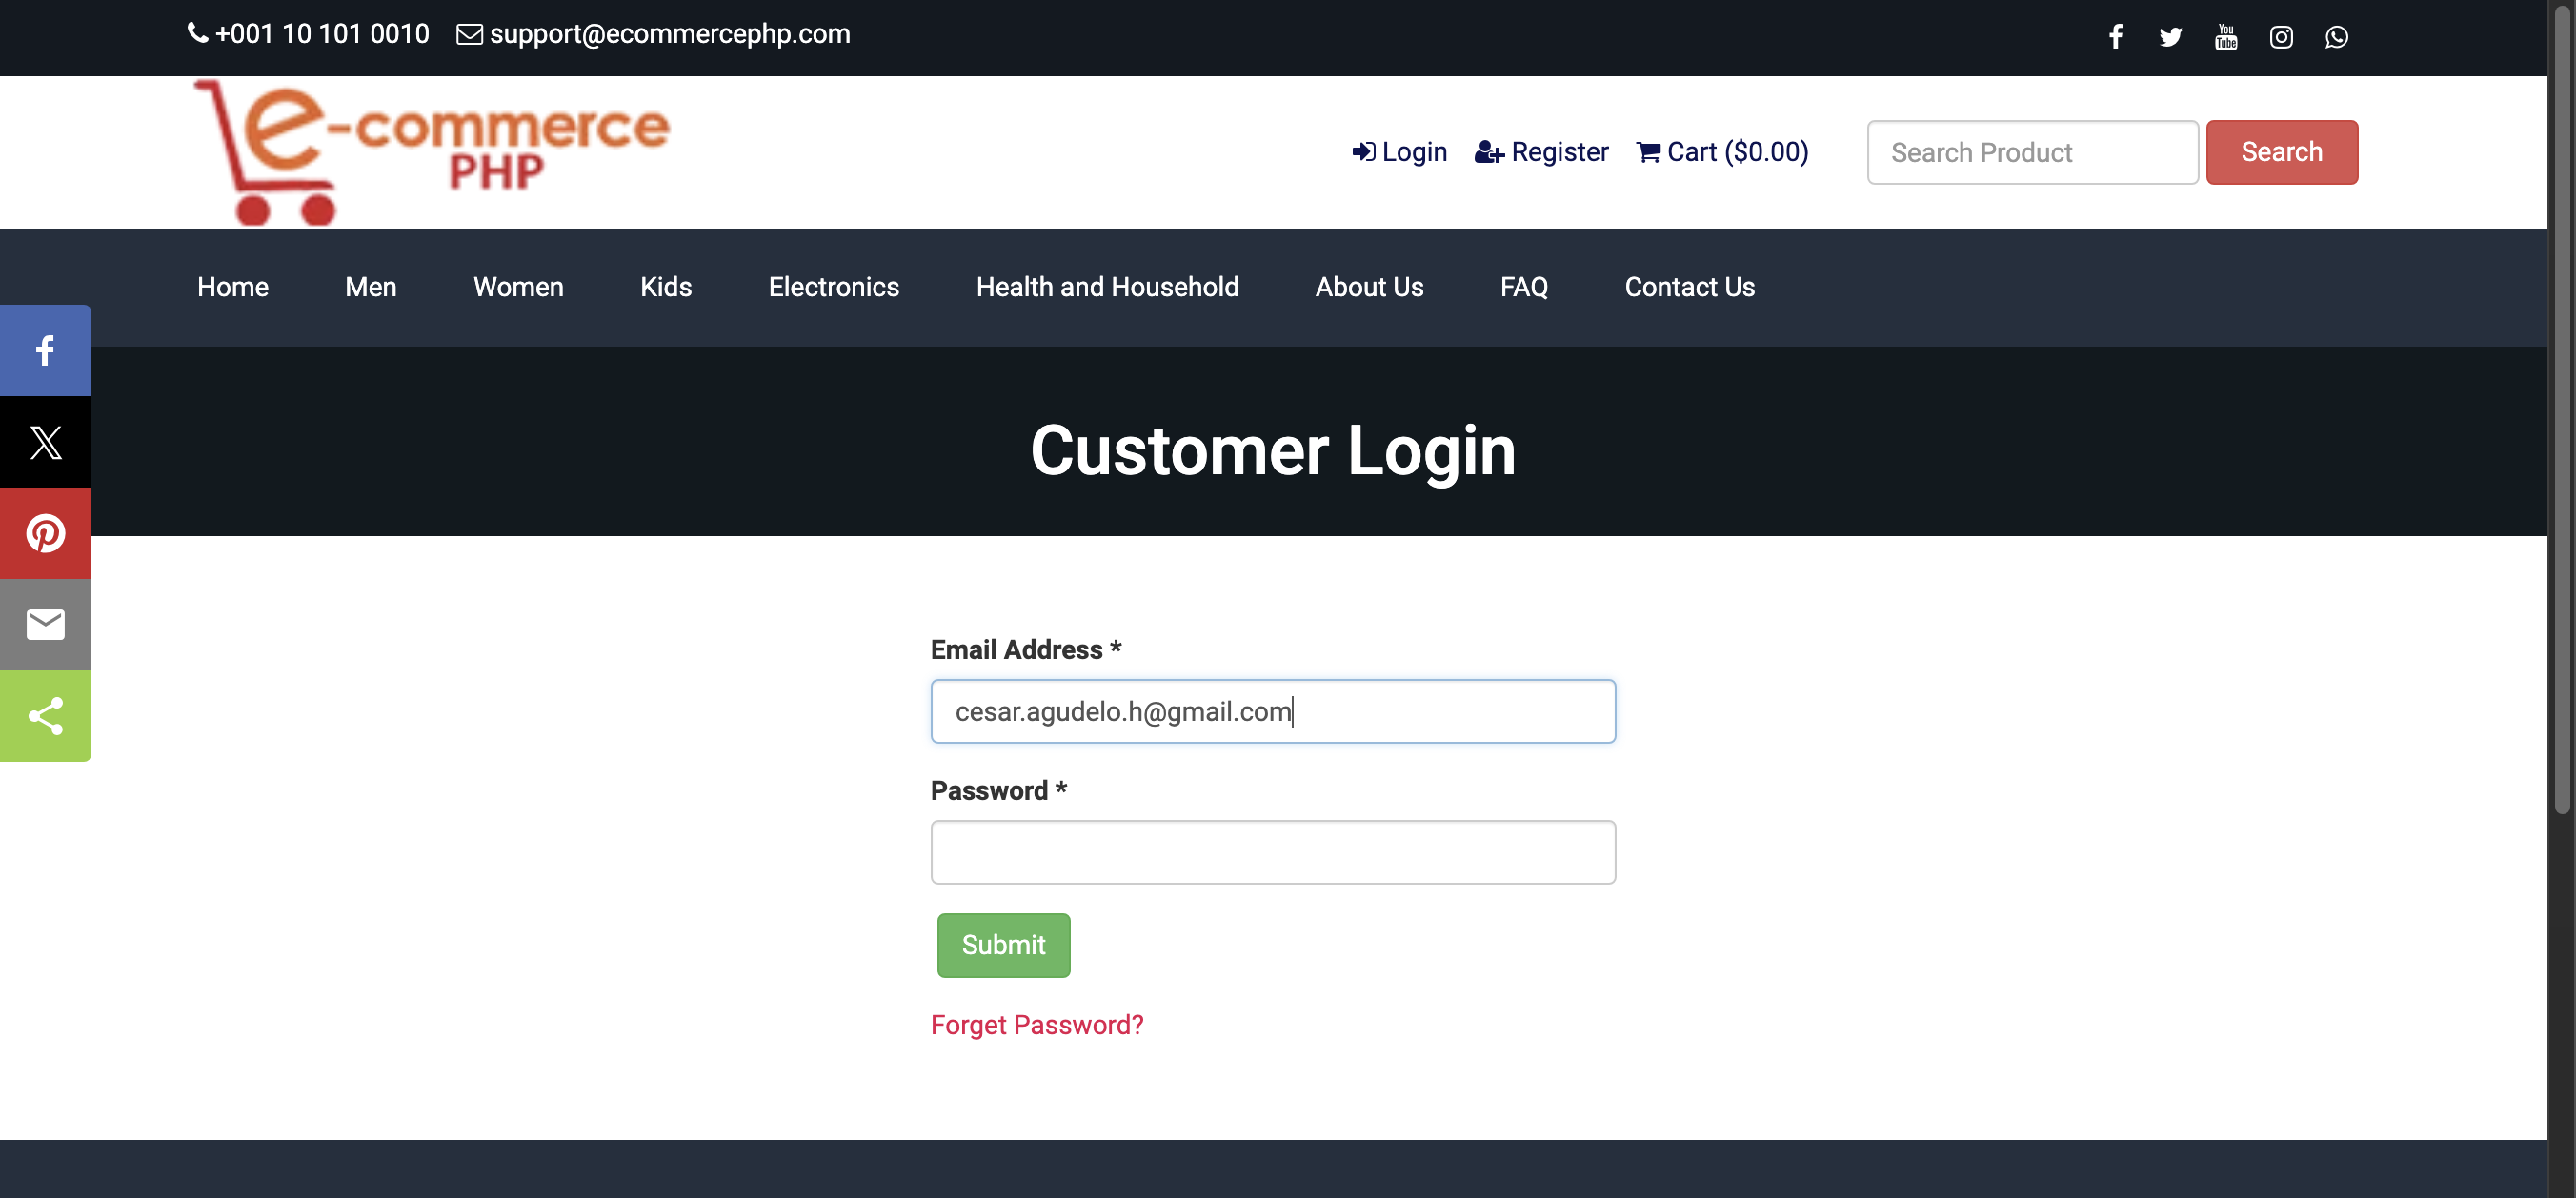 +001 10 101 0010 support@ecommercephp.com
You
Tube
e-commerce
PHP
Login Register Cart ($0.00) Search Product Search
Home Men Women Kids Electronics Health and Household About Us FAQ Contact Us
Customer Login
Email Address *
cesar.agudelo.h@gmail.com
Password *
Submit
Forget Password?